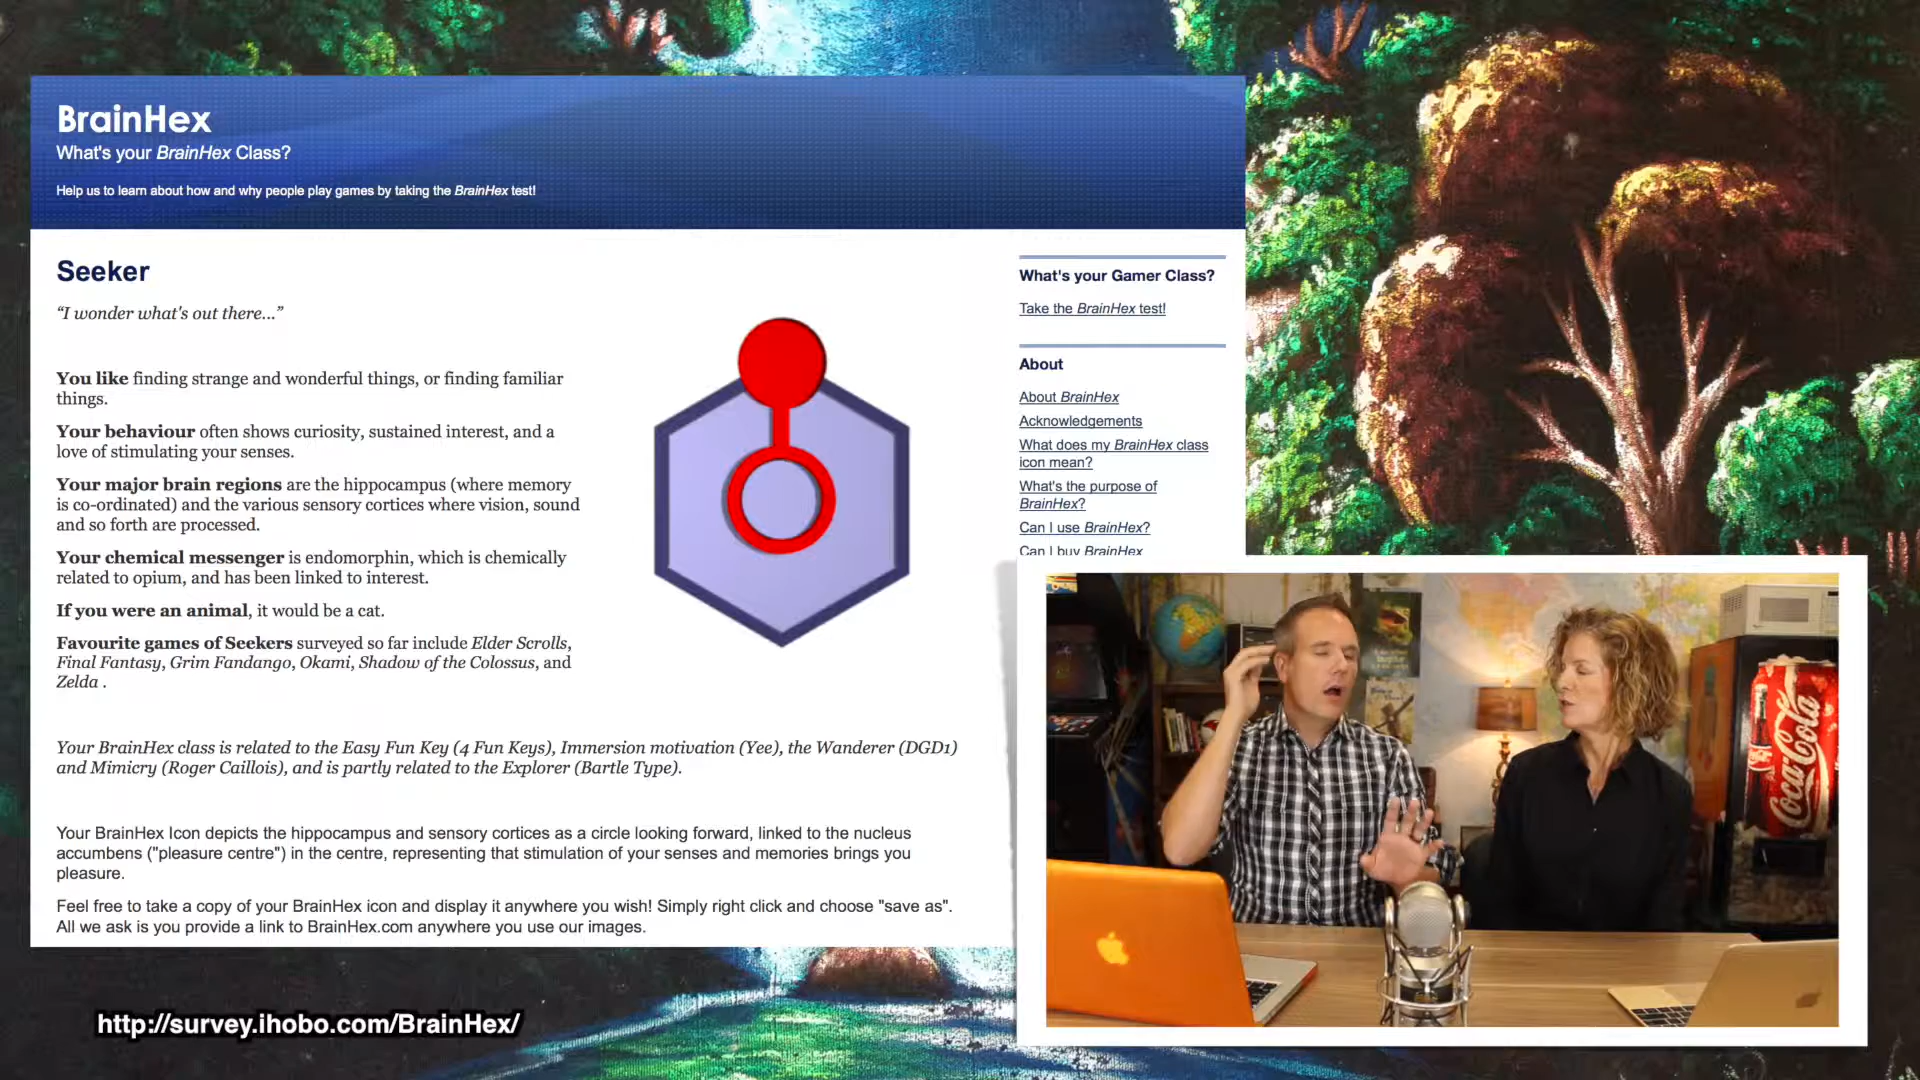 BrainHex
What's your BrainHex Class?
Help us to learn about how and why people play games by taking the BrainHex test!
Seeker
“I wonder what's out there...”
You like finding strange and wonderful things, or finding familiar
things.
Your behaviour often shows curiosity, sustained interest, and a
love of stimulating your senses.
Your major brain regions are the hippocampus (where memory
is co-ordinated) and the various sensory cortices where vision, sound
and so forth are processed.
Your chemical messenger is endomorphin, which is chemically
related to opium, and has been linked to interest.
If you were an animal, it would be a cat.
Favourite games of Seekers surveyed so far include Elder Scrolls,
Final Fantasy, Grim Fandango, Okami, Shadow of the Colossus, and
Zelda .
Your BrainHex class is related to the Easy Fun Key (4 Fun Keys), Immersion motivation (Yee), the Wanderer (DGD1)
and Mimicry (Roger Caillois), and is partly related to the Explorer (Bartle Type).
Your BrainHex Icon depicts the hippocampus and sensory cortices as a circle looking forward, linked to the nucleus
accumbens ("pleasure centre") in the centre, representing that stimulation of your senses and memories brings you
pleasure.
Feel free to take a copy of your BrainHex icon and display it anywhere you wish! Simply right click and choose "save as".
All we ask is you provide a link to BrainHex.com anywhere you use our images.
What's your Gamer Class?
Take the BrainHex test!
About
About BrainHex
Acknowledgements
What does my BrainHex class
icon mean?
What's the purpose of
BrainHex?
Can I use BrainHex?
Can I buy BrainHex
Coca-Cola
http://survey.ihobo.com/BrainHex/